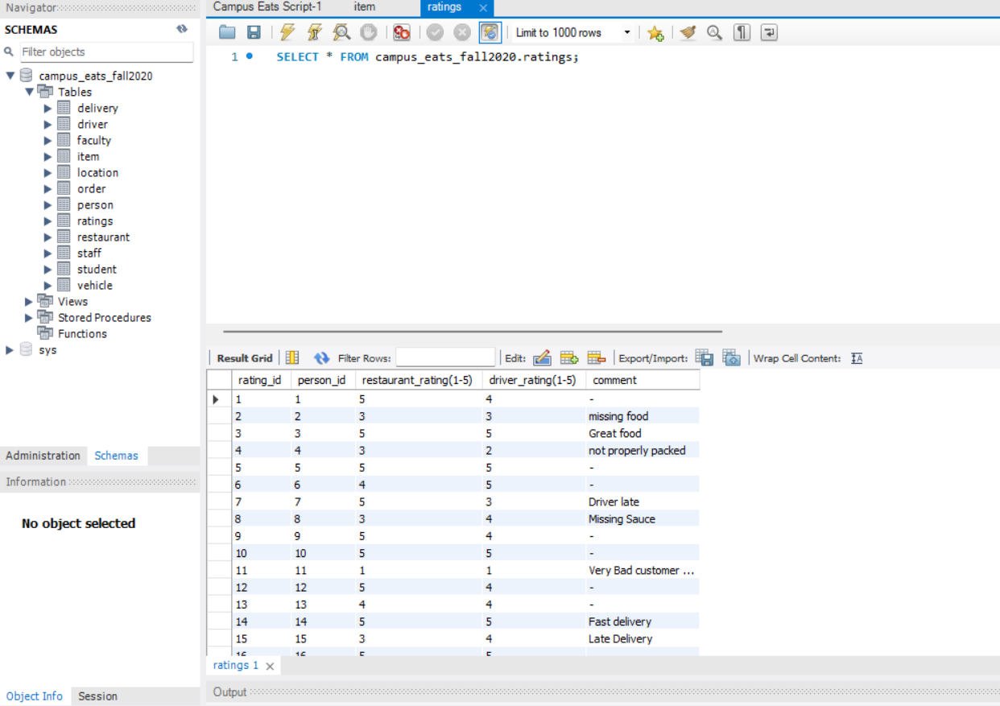 Navigator
SCHEMAS
Filter objects
campus_eats_fall2020
Tables
delivery
driver
faculty
item
location
order
person
ratings
restaurant
staff
student
vehicle
Views
Stored Procedures
Functions
sys
Administration Schemas
Information
No object selected
Object Info Session
Campus Eats Script-1 item ratings
Limit to 1000 rows
1 SELECT * FROM campus_eats_fall2020.ratings;
Result Grid Filter Rows: Edit: Export/Import: Wrap Cell Content:
rating_id person_id restaurant_rating(1-5) driver_rating(1-5) comment
1 1 5 4 -
2 2 3 3 missing food
3 3 5 5 Great food
4 4 3 2 not properly packed
5 5 5 5 -
6 6 4 5 -
7 7 5 3 Driver late
8 8 3 4 Missing Sauce
9 9 5 4 -
10 10 5 5 -
11 11 1 1 Very Bad customer ...
12 12 5 4 -
13 13 4 4 -
14 14 5 5 Fast delivery
15 15 3 4 Late Delivery
16 16 5 5
ratings 1
Output